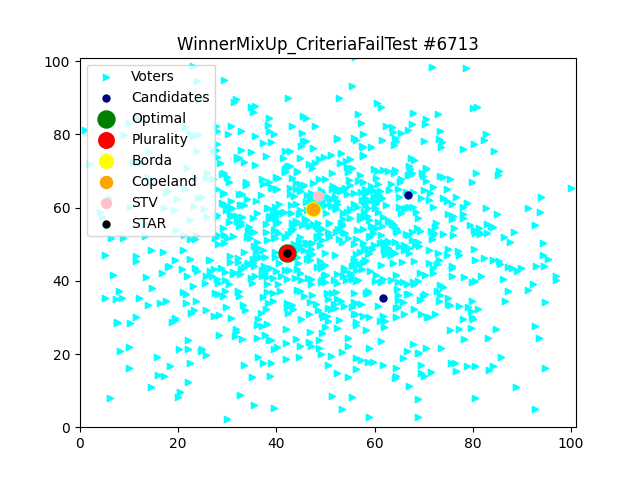 WinnerMixUp_CriteriaFailTest #6713
100
80
60
40
20
0
Voters
Candidates
Optimal
Plurality
Borda
Copeland
STV
STAR
0 20 40 60 80 100